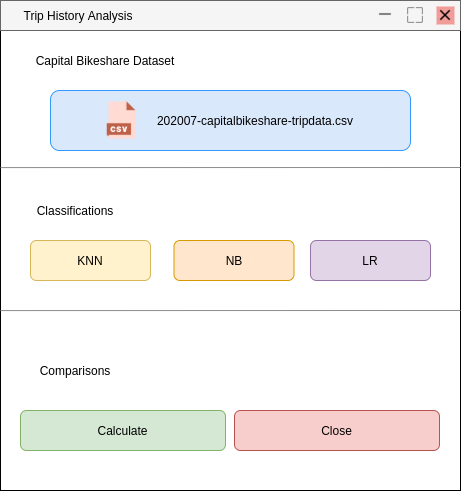 Trip History Analysis
Capital Bikeshare Dataset
CSV
202007-capitalbikeshare-tripdata.csv
Classifications
KNN
NB
LR
Comparisons
Calculate
Close